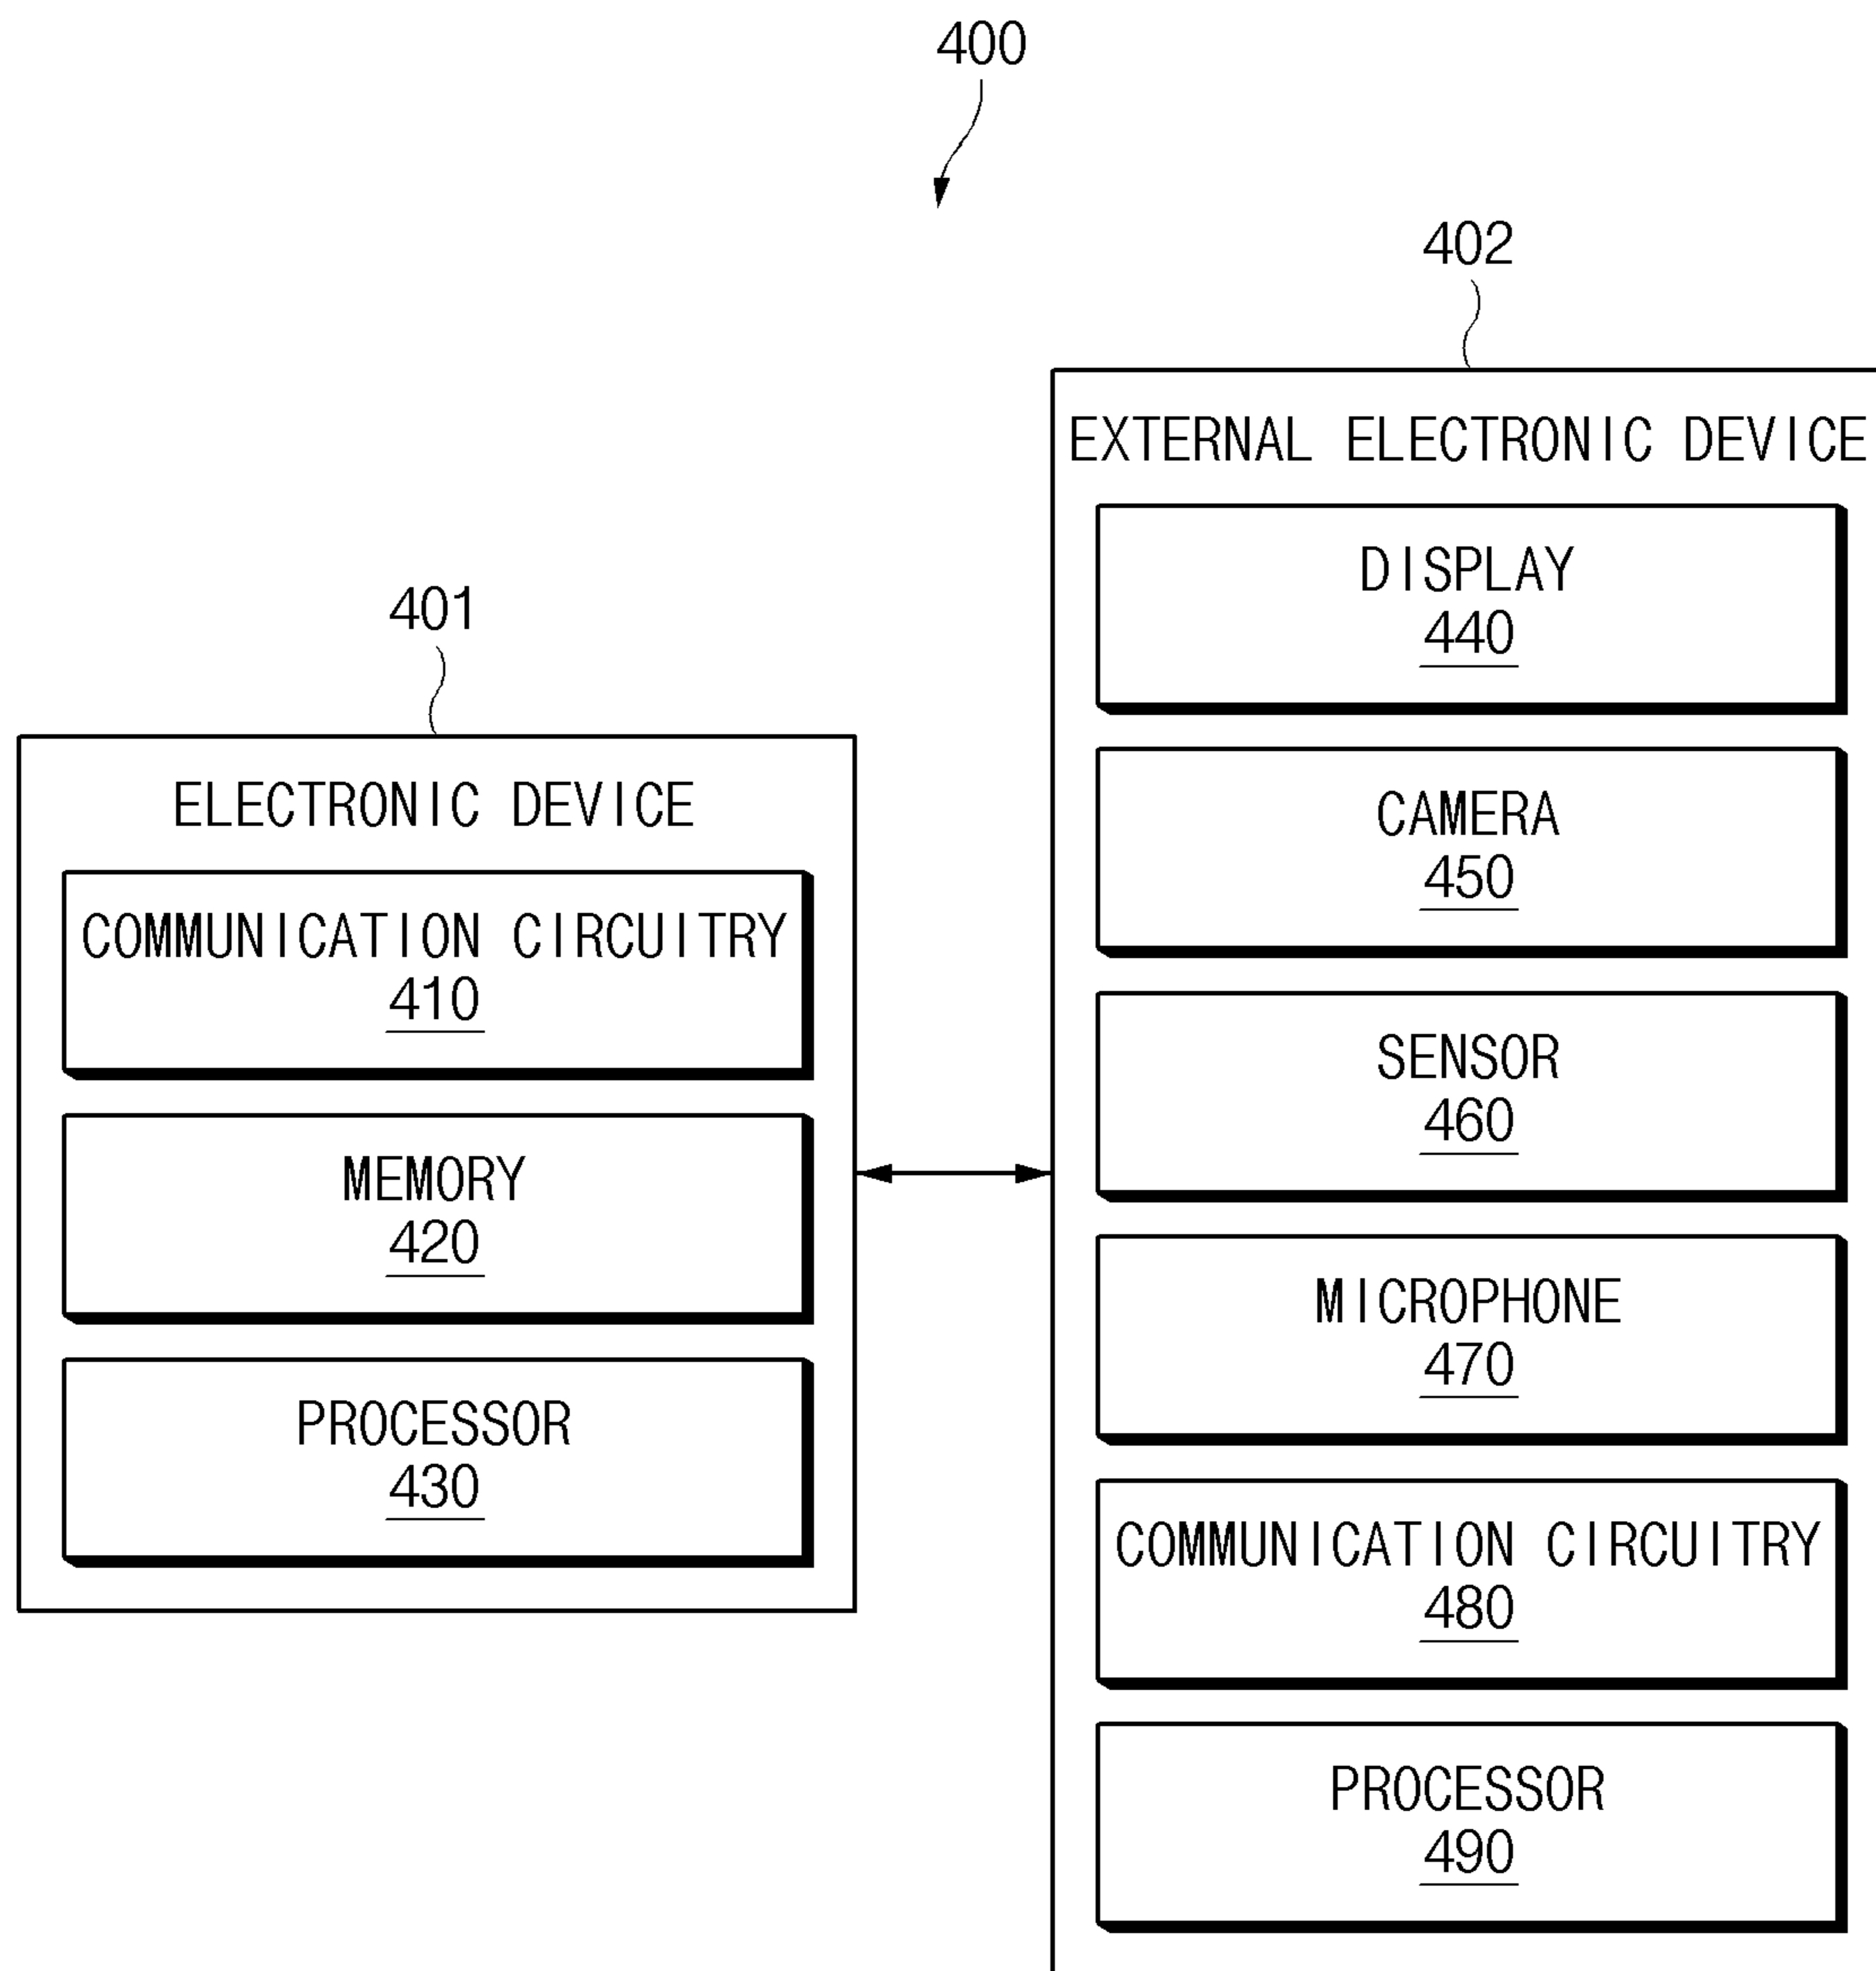 400
402
EXTERNAL ELECTRONIC DEVICE
DISPLAY
440
CAMERA
450
SENSOR
460
MICROPHONE
470
COMMUNICATION CIRCUITRY
480
PROCESSOR
490
401
ELECTRONIC DEVICE
COMMUNICATION CIRCUITRY
410
MEMORY
420
PROCESSOR
430